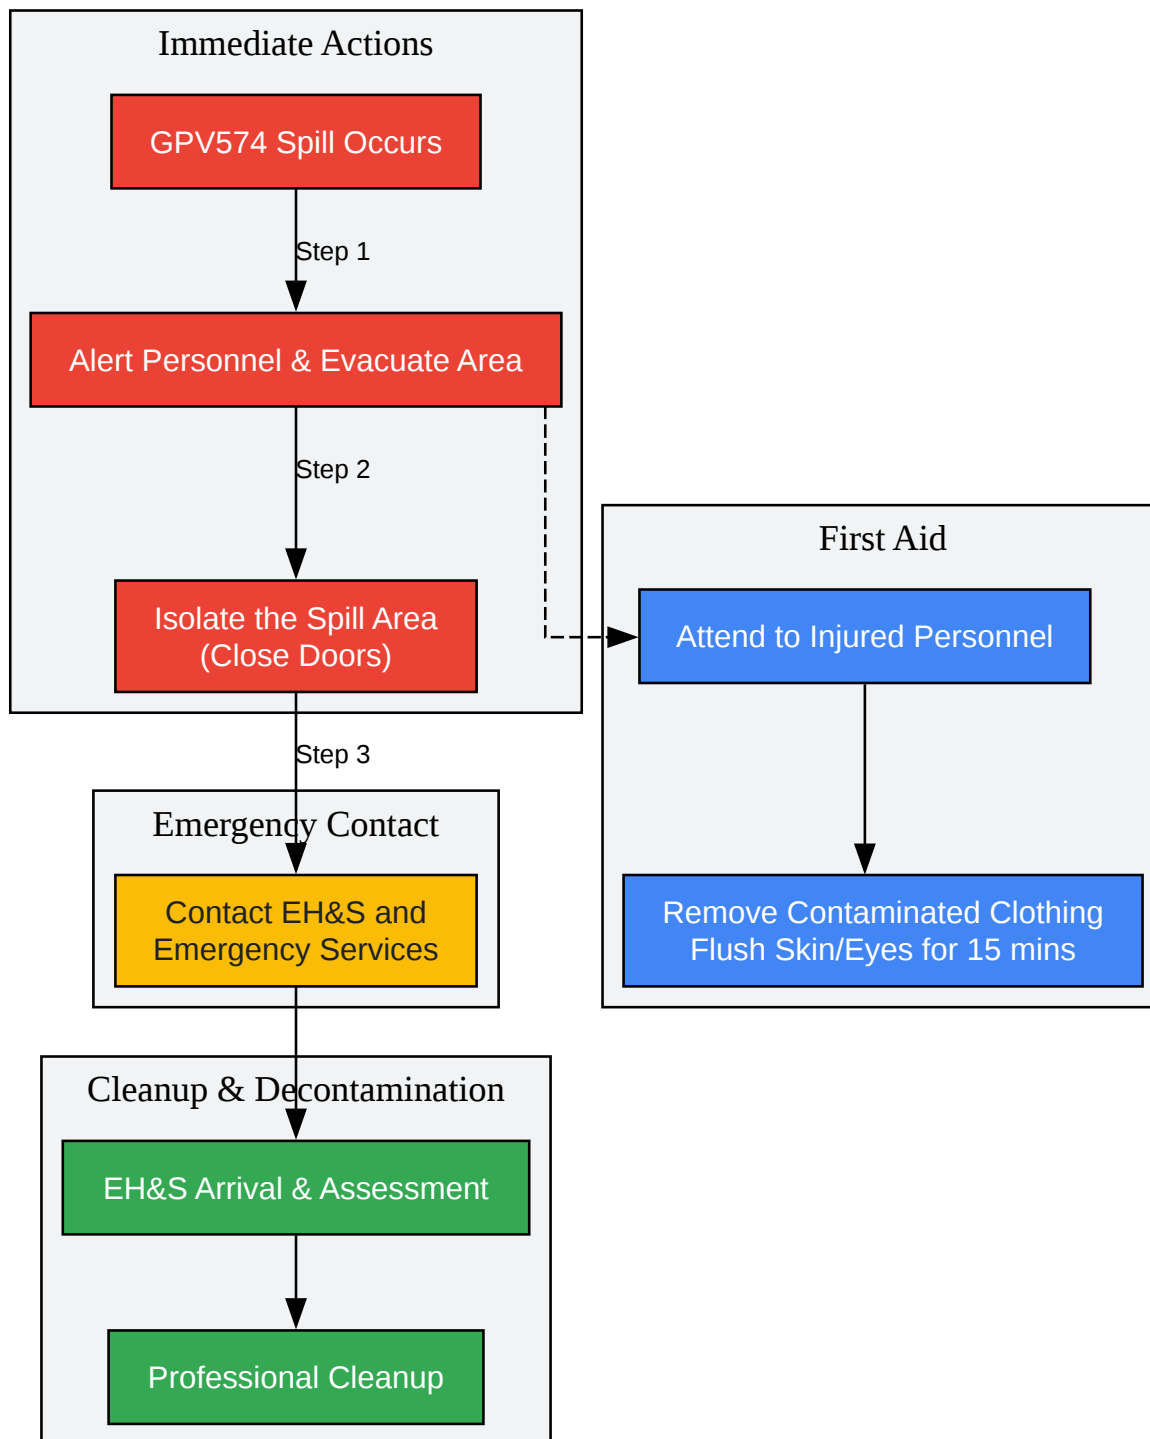 Immediate Actions
GPV574 Spill Occurs
Step 1
Alert Personnel & Evacuate Area
Step 2
Isolate the Spill Area
(Close Doors)
Step 3
Emergency Contact
Contact EH&S and
Emergency Services
First Aid
Attend to Injured Personnel
Remove Contaminated Clothing
Flush Skin/Eyes for 15 mins
Cleanup & Decontamination
EH&S Arrival & Assessment
Professional Cleanup